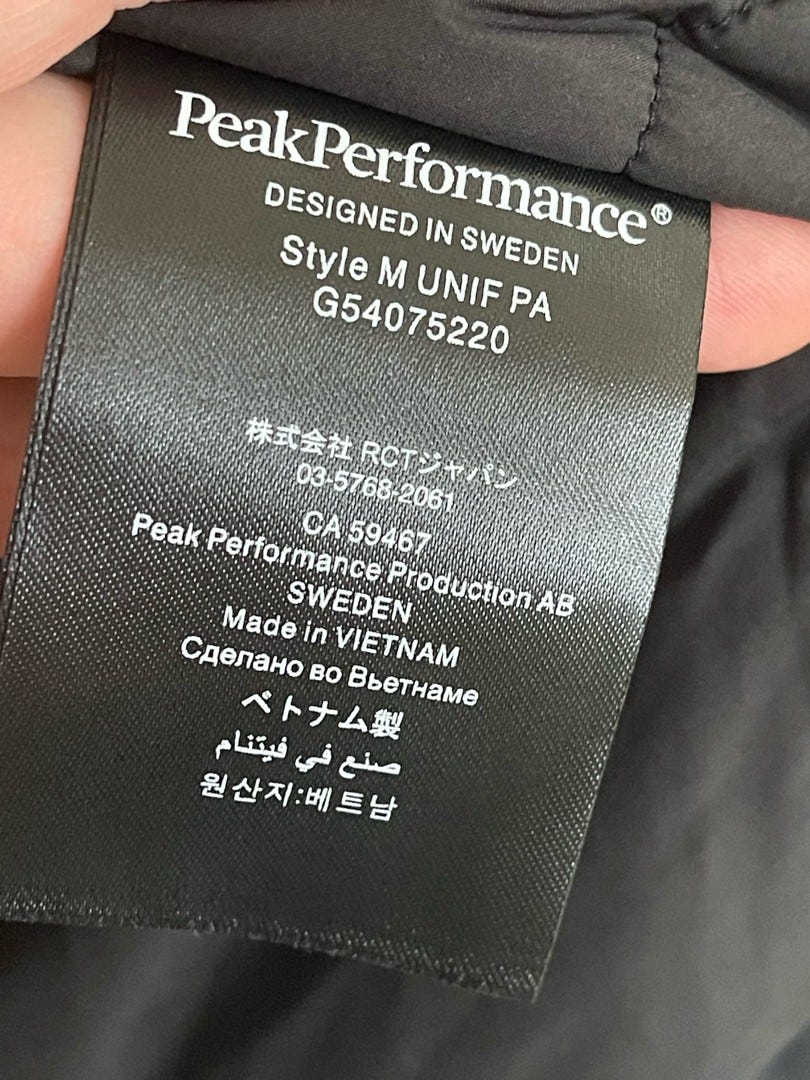 PeakPerformance®
DESIGNED IN SWEDEN
Style M UNIF PA
G54075220
株式会社 RCTジャパン
03-5768-2061
CA 59467
Peak Performance Production AB
SWEDEN
Made in VIETNAM
Сделано во Вьетнаме
ベトナム製
صنع في فيتنام
원산지:베트남